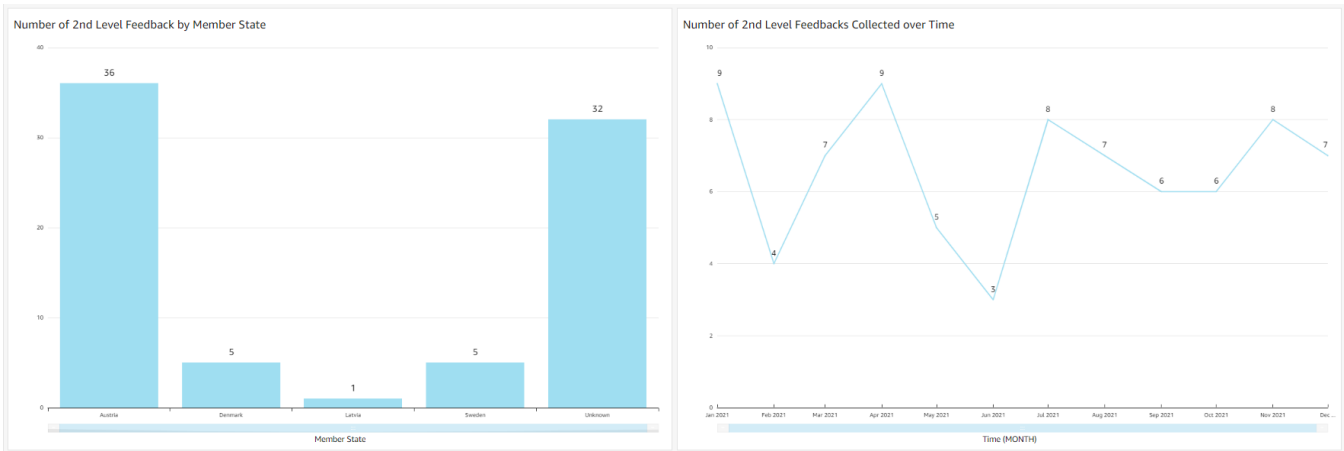 Number of 2nd Level Feedback by Member State
40
30
20
10
0
36
5
1
5
32
Austria
Denmark
Latvia
Sweden
Unknown
Member State
Number of 2nd Level Feedbacks Collected over Time
10
8
6
4
2
0
9
4
7
9
5
3
8
7
6
6
8
7
Jan 2021
Feb 2021
Mar 2021
Apr 2021
May 2021
Jun 2021
Jul 2021
Aug 2021
Sep 2021
Oct 2021
Nov 2021
Dec...
Time (MONTH)